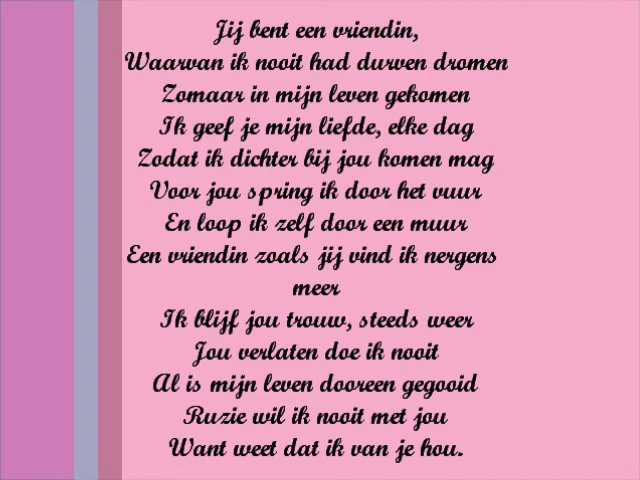 Jij bent een vriendin,
Waarvan ik nooit had durven dromen
Zomaar in mijn leven gekomen
Ik geef je mijn liefde, elke dag
Zodat ik dichter bij jou komen mag
Voor jou spring ik door het vuur
En loop ik zelf door een muur
Een vriendin zoals jij vind ik nergens
meer
Ik blijf jou trouw, steeds weer
Jou verlaten doe ik nooit
Al is mijn leven dooreen gegooid
Ruzie wil ik nooit met jou
Want weet dat ik van je hou.